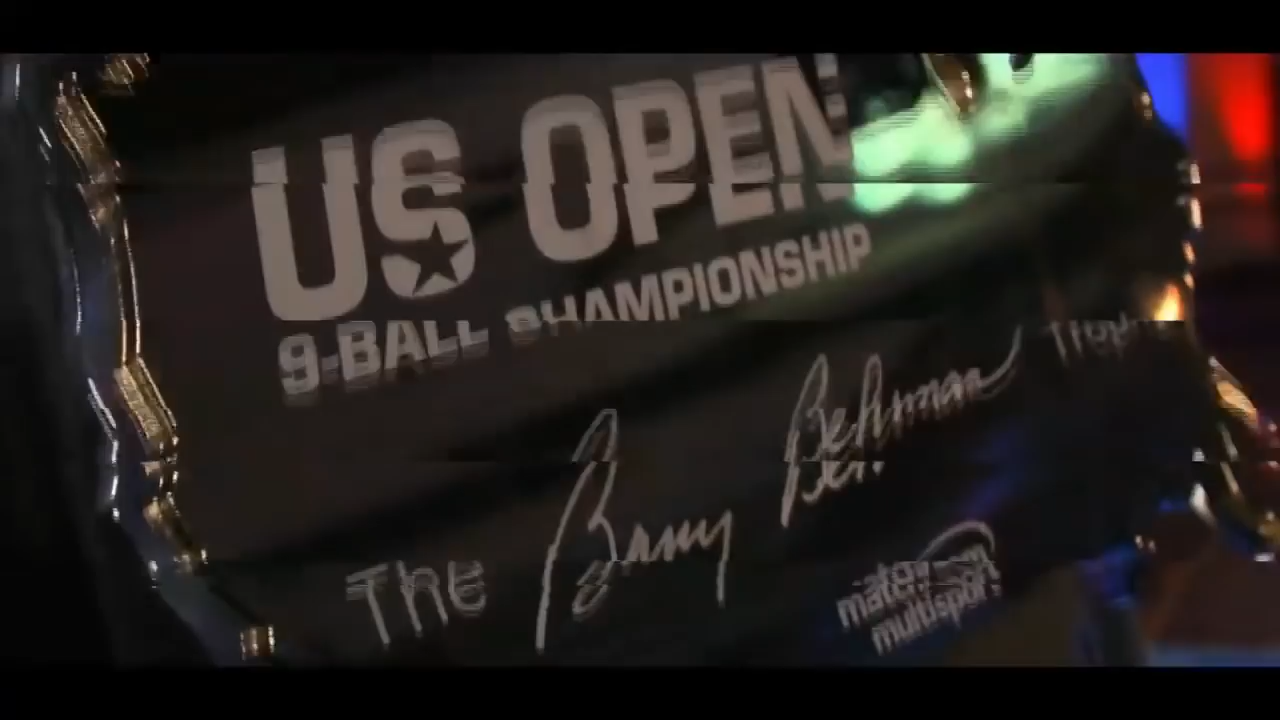 US OPEN
9-BALL CHAMPIONSHIP
The Barry Behrman Trophy
matchroom
multisport